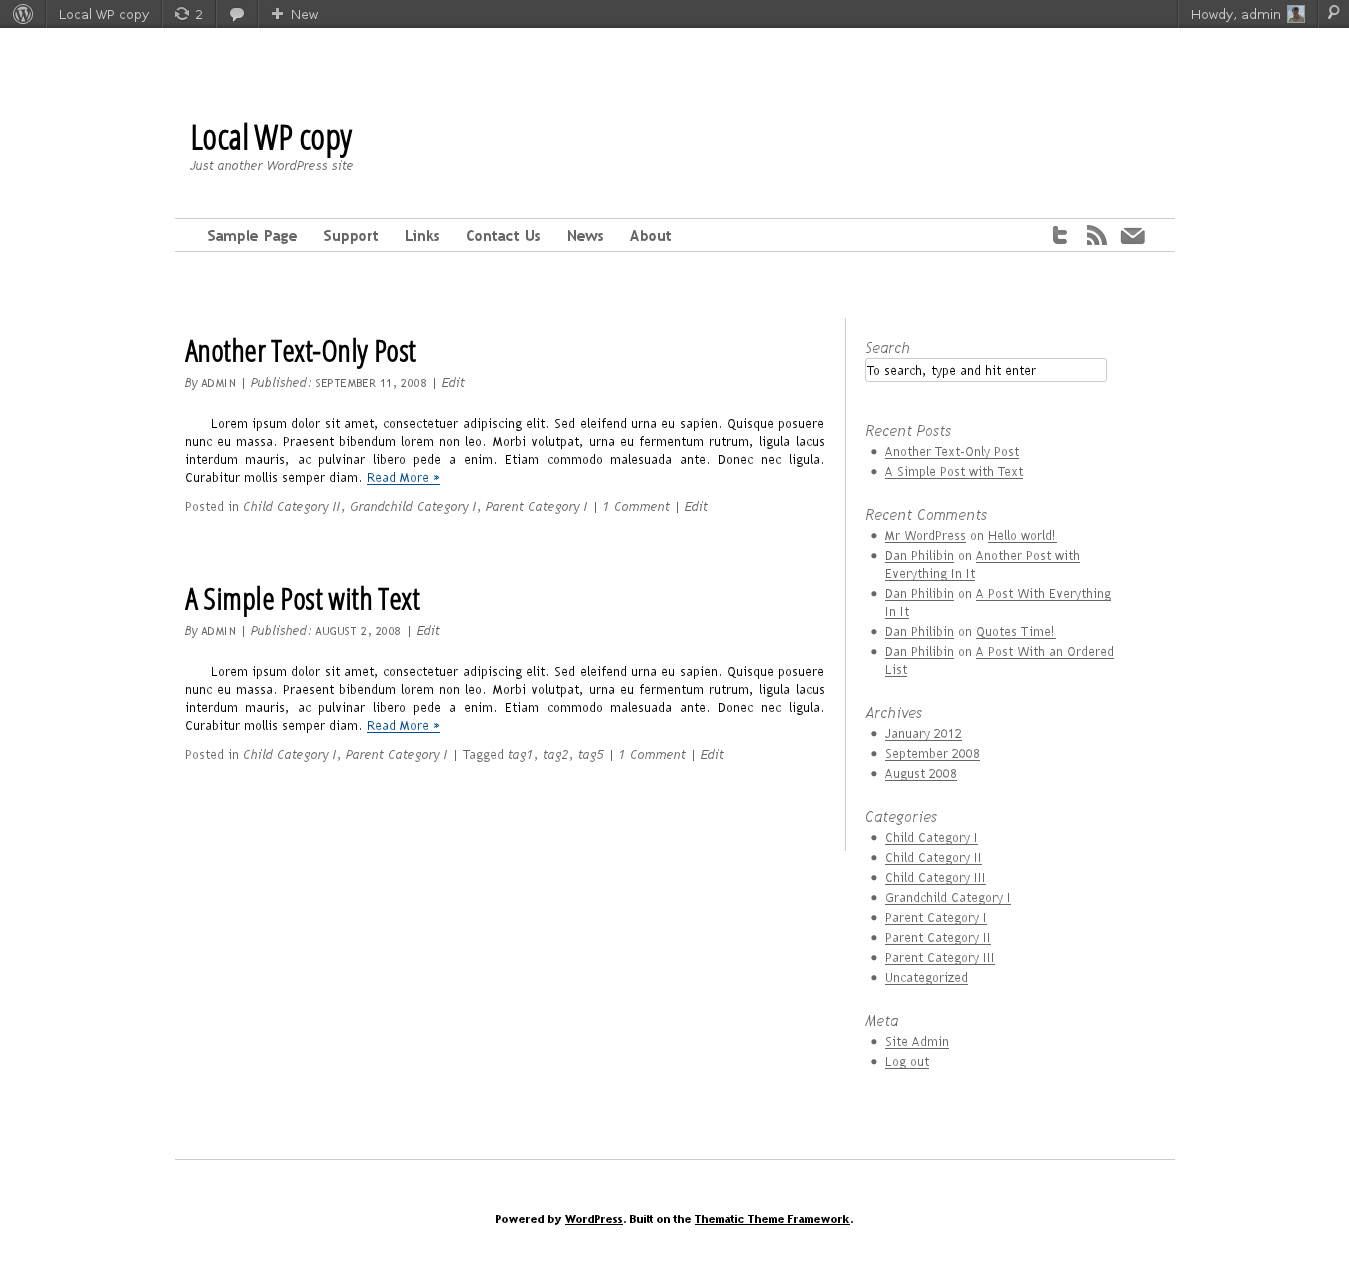 Local WP copy 2 New Howdy, admin
Local WP copy
Just another WordPress site
Sample Page Support Links Contact Us News About
Another Text-Only Post
By ADMIN | Published: SEPTEMBER 11, 2008 | Edit
Lorem ipsum dolor sit amet, consectetuer adipiscing elit. Sed eleifend urna eu sapien. Quisque posuere
nunc eu massa. Praesent bibendum lorem non leo. Morbi volutpat, urna eu fermentum rutrum, ligula lacus
interdum mauris, ac pulvinar libero pede a enim. Etiam commodo malesuada ante. Donec nec ligula.
Curabitur mollis semper diam. Read More »
Posted in Child Category II, Grandchild Category I, Parent Category I | 1 Comment | Edit
A Simple Post with Text
By ADMIN | Published: AUGUST 2, 2008 | Edit
Lorem ipsum dolor sit amet, consectetuer adipiscing elit. Sed eleifend urna eu sapien. Quisque posuere
nunc eu massa. Praesent bibendum lorem non leo. Morbi volutpat, urna eu fermentum rutrum, ligula lacus
interdum mauris, ac pulvinar libero pede a enim. Etiam commodo malesuada ante. Donec nec ligula.
Curabitur mollis semper diam. Read More »
Posted in Child Category I, Parent Category I | Tagged tag1, tag2, tag5 | 1 Comment | Edit
Search
To search, type and hit enter
Recent Posts
Another Text-Only Post
A Simple Post with Text
Recent Comments
Mr WordPress on Hello world!
Dan Philibin on Another Post with
Everything In It
Dan Philibin on A Post With Everything
In It
Dan Philibin on Quotes Time!
Dan Philibin on A Post With an Ordered
List
Archives
January 2012
September 2008
August 2008
Categories
Child Category I
Child Category II
Child Category III
Grandchild Category I
Parent Category I
Parent Category II
Parent Category III
Uncategorized
Meta
Site Admin
Log out
Powered by WordPress. Built on the Thematic Theme Framework.